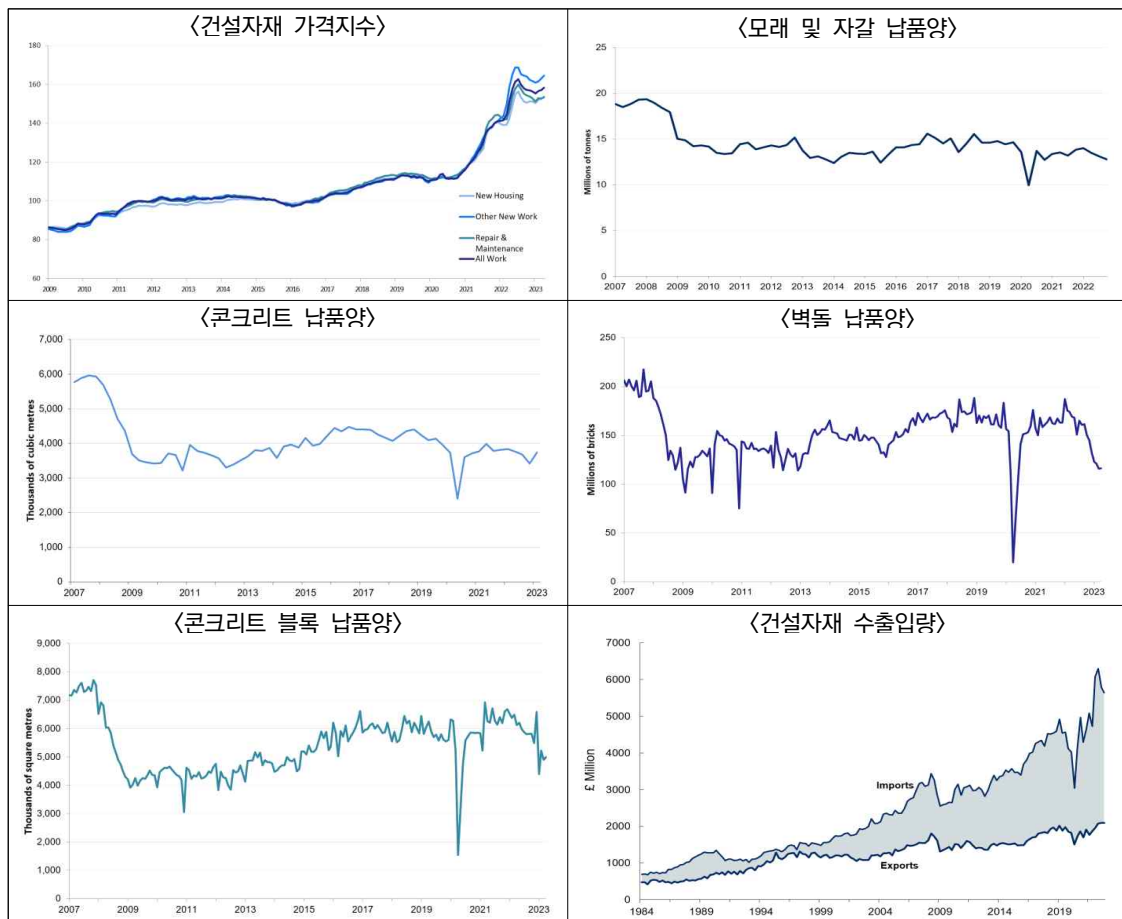 〈건설자재 가격지수〉
180
160
140
120
100
80
60
2009 2010 2011 2012 2013 2014 2015 2016 2017 2018 2019 2020 2021 2022 2023
New Housing
Other New Work
Repair &
Maintenance
All Work
〈모래 및 자갈 납품양〉
Millions of tonnes
25
20
15
10
5
0
2007 2008 2009 2010 2011 2012 2013 2014 2015 2016 2017 2018 2019 2020 2021 2022
〈콘크리트 납품양〉
Thousands of cubic metres
7,000
6,000
5,000
4,000
3,000
2,000
1,000
0
2007 2009 2011 2013 2015 2017 2019 2021 2023
〈벽돌 납품양〉
Millions of bricks
250
200
150
100
50
0
2007 2009 2011 2013 2015 2017 2019 2021 2023
〈콘크리트 블록 납품양〉
Thousands of square metres
9,000
8,000
7,000
6,000
5,000
4,000
3,000
2,000
1,000
0
2007 2009 2011 2013 2015 2017 2019 2021 2023
〈건설자재 수출입량〉
£ Million
7000
6000
5000
4000
3000
2000
1000
0
Imports
Exports
1984 1989 1994 1999 2004 2009 2014 2019